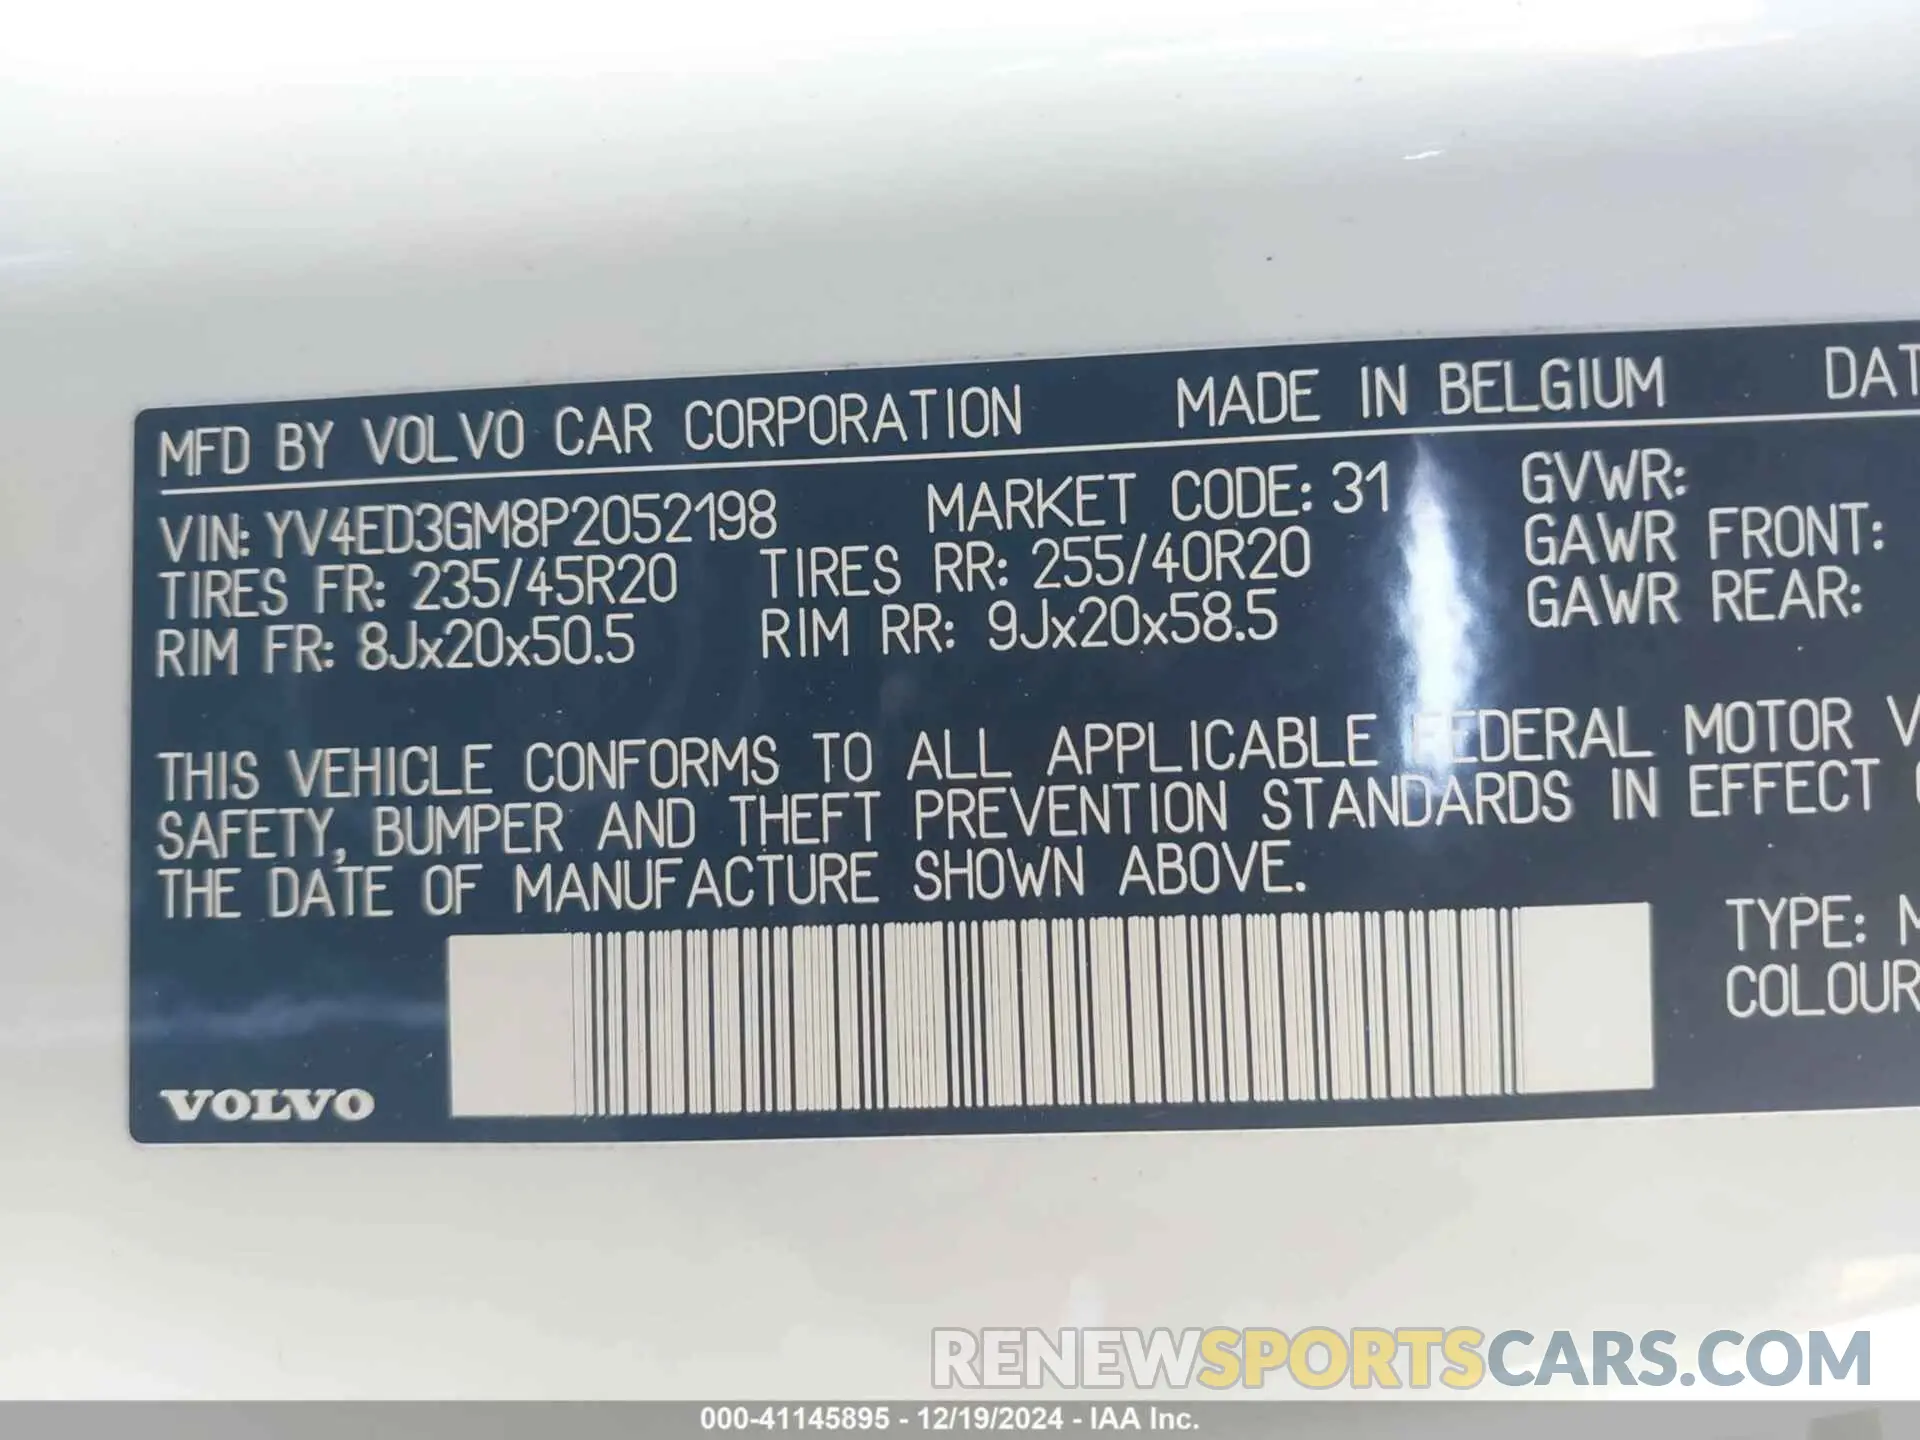 MFD BY VOLVO CAR CORPORATION MADE IN BELGIUM
VIN: YV4ED3GM8P2052198 MARKET CODE: 31 GVWR:
TIRES FR: 235/45R20 TIRES RR: 255/40R20 GAWR FRONT:
RIM FR: 8Jx20x50.5 RIM RR: 9Jx20x58.5 GAWR REAR:
THIS VEHICLE CONFORMS TO ALL APPLICABLE FEDERAL MOTOR
SAFETY, BUMPER AND THEFT PREVENTION STANDARDS IN EFFECT
THE DATE OF MANUFACTURE SHOWN ABOVE.
TYPE:
COLOUR
VOLVO
RENEWSPORTSCARS.COM
000-41145895 - 12/19/2024 - IAA Inc.